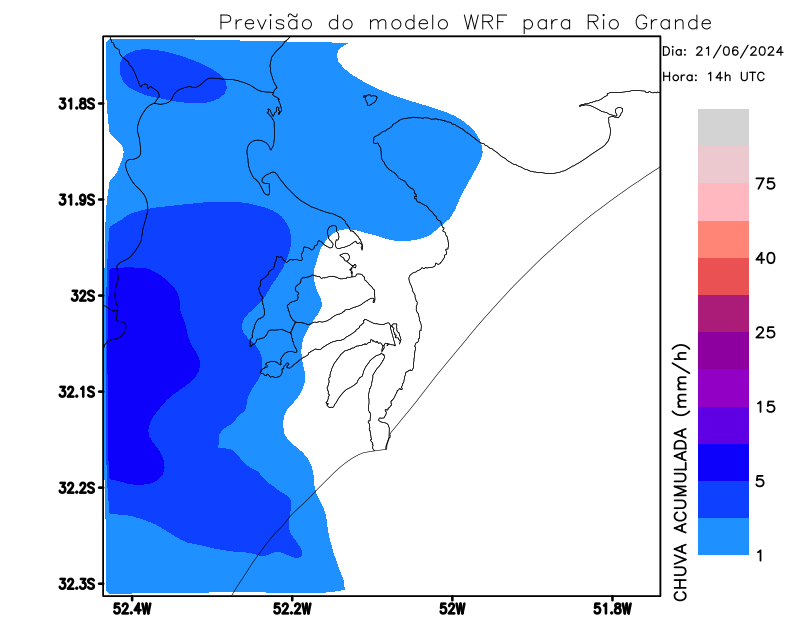 Previsão do modelo WRF para Rio Grande
Dia: 21/06/2024
Hora: 14h UTC
31.8S
31.9S
32S
32.1S
32.2S
32.3S
52.4W
52.2W
52W
51.8W
75
40
25
15
5
1
CHUVA ACUMULADA (mm/h)